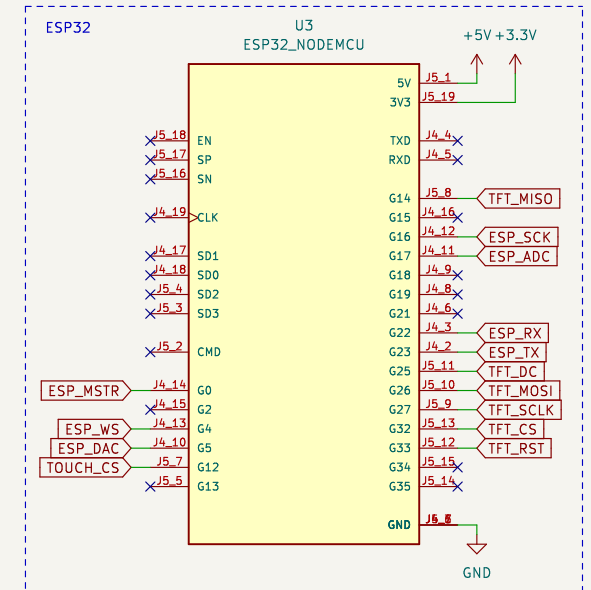 ESP32
U3
ESP32_NODEMCU
+5V +3.3V
5V J5_1
3V3 J5_19
J5_18 EN TXD J4_4
J5_17 SP RXD J4_5
J5_16 SN
G14 J5_8 TFT_MISO
J4_19 CLK G15 J4_16
G16 J4_12 ESP_SCK
J4_17 SD1 G17 J4_11 ESP_ADC
J4_18 SD0 G18 J4_9
J5_4 SD2 G19 J4_8
J5_3 SD3 G21 J4_6
G22 J4_3 ESP_RX
J5_2 CMD G23 J4_2 ESP_TX
G25 J5_11 TFT_DC
ESP_MSTR J4_14 G0 G26 J5_10 TFT_MOSI
J4_15 G2 G27 J5_9 TFT_SCLK
ESP_WS J4_13 G4 G32 J5_13 TFT_CS
ESP_DAC J4_10 G5 G33 J5_12 TFT_RST
TOUCH_CS J5_7 G12 G34 J5_15
J5_5 G13 G35 J5_14
GND
GND